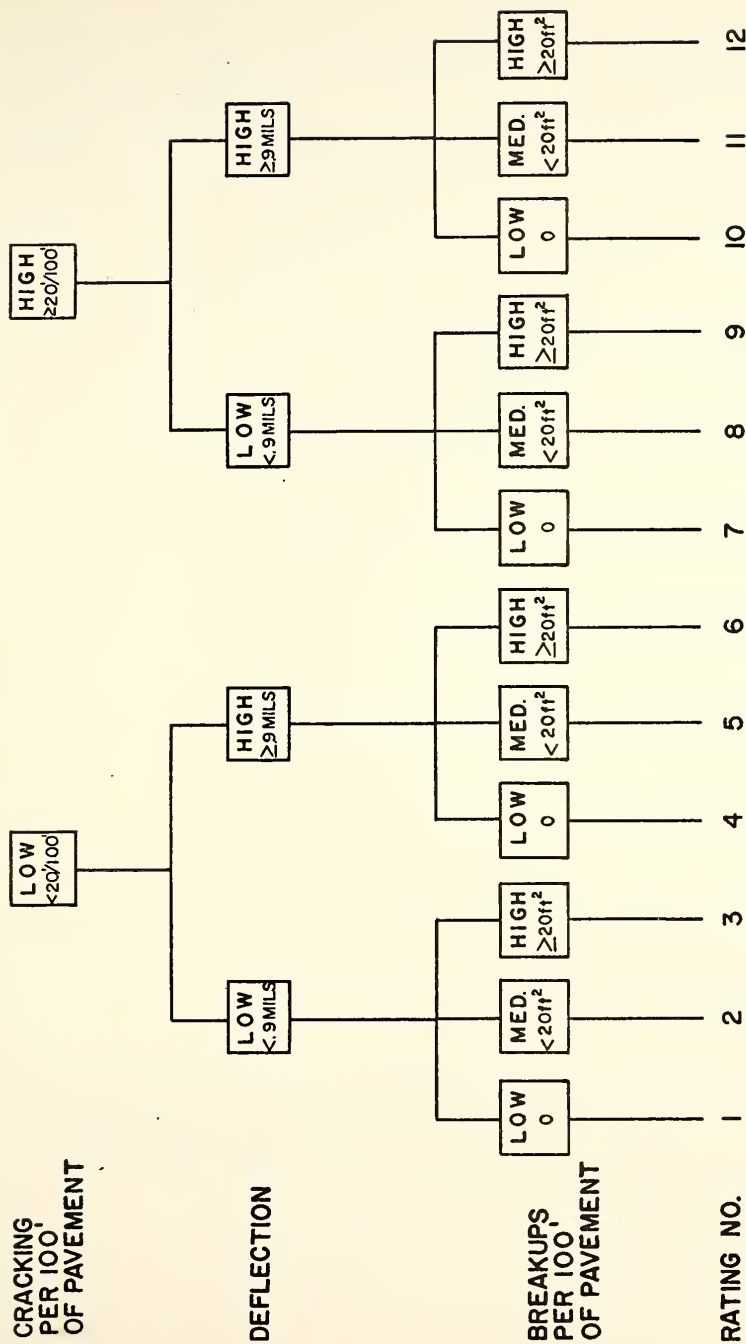 CRACKING
PER 100'
OF PAVEMENT
LOW
<20'/100'
HIGH
≥20'/100'
DEFLECTION
LOW
<.9MILS
HIGH
≥.9MILS
LOW
<.9MILS
HIGH
≥.9MILS
BREAKUPS
PER 100'
OF PAVEMENT
LOW
0
MED.
<20ft²
HIGH
≥20ft²
LOW
0
MED.
<20ft²
HIGH
≥20ft²
LOW
0
MED.
<20ft²
HIGH
≥20ft²
LOW
0
MED.
<20ft²
HIGH
≥20ft²
RATING NO. 1 2 3 4 5 6 7 8 9 10 11 12